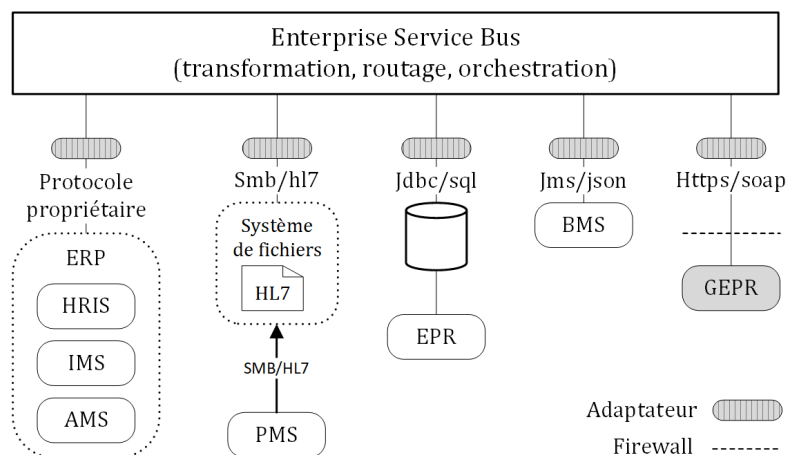 Enterprise Service Bus
(transformation, routage, orchestration)
Protocole
propriétaire
Smb/hl7
Jdbc/sql
Jms/json
Https/soap
ERP
HRIS
IMS
AMS
Système
de fichiers
HL7
SMB/HL7
PMS
EPR
BMS
GEPR
Adaptateur
Firewall